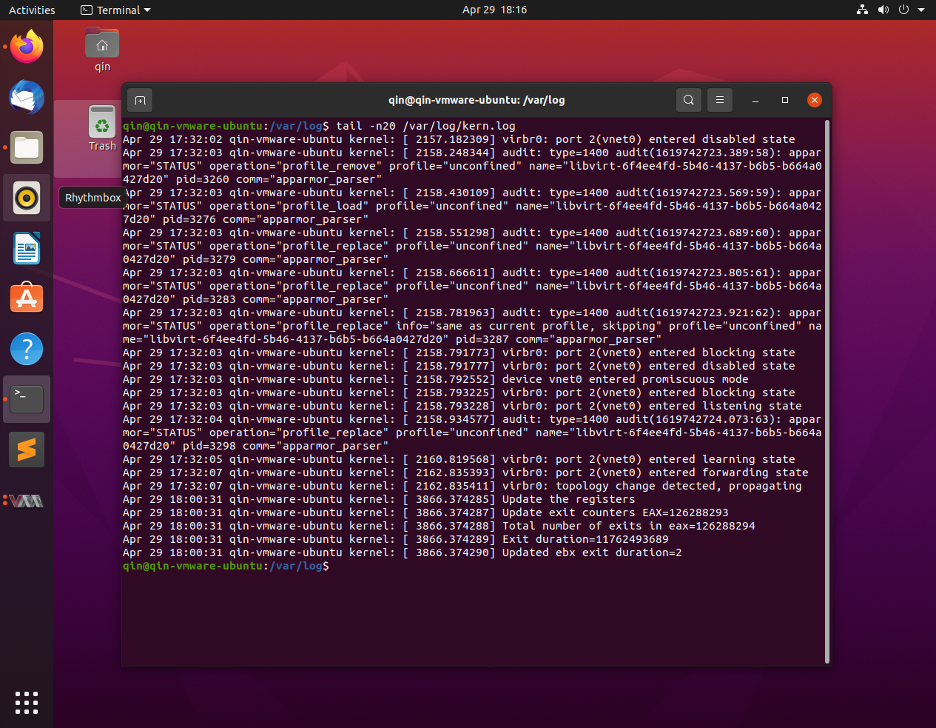 Activities
Terminal
Apr 29 18:16
qin
Trash
Rhythmbox
qin@qin-vmware-ubuntu: /var/log
qin@qin-vmware-ubuntu:/var/log$ tail -n20 /var/log/kern.log
Apr 29 17:32:02 qin-vmware-ubuntu kernel: [ 2157.182309] virbr0: port 2(vnet0) entered disabled state
Apr 29 17:32:03 qin-vmware-ubuntu kernel: [ 2158.248344] audit: type=1400 audit(1619742723.389:58): appar
mor="STATUS" operation="profile_remove" profile="unconfined" name="libvirt-6f4ee4fd-5b46-4137-b6b5-b664a0
427d20" pid=3260 comm="apparmor_parser"
Apr 29 17:32:03 qin-vmware-ubuntu kernel: [ 2158.430109] audit: type=1400 audit(1619742723.569:59): appar
mor="STATUS" operation="profile_load" profile="unconfined" name="libvirt-6f4ee4fd-5b46-4137-b6b5-b664a042
7d20" pid=3276 comm="apparmor_parser"
Apr 29 17:32:03 qin-vmware-ubuntu kernel: [ 2158.551298] audit: type=1400 audit(1619742723.689:60): appar
mor="STATUS" operation="profile_replace" profile="unconfined" name="libvirt-6f4ee4fd-5b46-4137-b6b5-b664a
0427d20" pid=3279 comm="apparmor_parser"
Apr 29 17:32:03 qin-vmware-ubuntu kernel: [ 2158.666611] audit: type=1400 audit(1619742723.805:61): appar
mor="STATUS" operation="profile_replace" profile="unconfined" name="libvirt-6f4ee4fd-5b46-4137-b6b5-b664a
0427d20" pid=3283 comm="apparmor_parser"
Apr 29 17:32:03 qin-vmware-ubuntu kernel: [ 2158.781963] audit: type=1400 audit(1619742723.921:62): appar
mor="STATUS" operation="profile_replace" info="same as current profile, skipping" profile="unconfined" na
me="libvirt-6f4ee4fd-5b46-4137-b6b5-b664a0427d20" pid=3287 comm="apparmor_parser"
Apr 29 17:32:03 qin-vmware-ubuntu kernel: [ 2158.791773] virbr0: port 2(vnet0) entered blocking state
Apr 29 17:32:03 qin-vmware-ubuntu kernel: [ 2158.791777] virbr0: port 2(vnet0) entered disabled state
Apr 29 17:32:03 qin-vmware-ubuntu kernel: [ 2158.792552] device vnet0 entered promiscuous mode
Apr 29 17:32:03 qin-vmware-ubuntu kernel: [ 2158.793225] virbr0: port 2(vnet0) entered blocking state
Apr 29 17:32:03 qin-vmware-ubuntu kernel: [ 2158.793228] virbr0: port 2(vnet0) entered listening state
Apr 29 17:32:04 qin-vmware-ubuntu kernel: [ 2158.934577] audit: type=1400 audit(1619742724.073:63): appar
mor="STATUS" operation="profile_replace" profile="unconfined" name="libvirt-6f4ee4fd-5b46-4137-b6b5-b664a
0427d20" pid=3298 comm="apparmor_parser"
Apr 29 17:32:05 qin-vmware-ubuntu kernel: [ 2160.819568] virbr0: port 2(vnet0) entered learning state
Apr 29 17:32:07 qin-vmware-ubuntu kernel: [ 2162.835393] virbr0: port 2(vnet0) entered forwarding state
Apr 29 17:32:07 qin-vmware-ubuntu kernel: [ 2162.835411] virbr0: topology change detected, propagating
Apr 29 18:00:31 qin-vmware-ubuntu kernel: [ 3866.374285] Update the registers
Apr 29 18:00:31 qin-vmware-ubuntu kernel: [ 3866.374287] Update exit counters EAX=126288293
Apr 29 18:00:31 qin-vmware-ubuntu kernel: [ 3866.374288] Total number of exits in eax=126288294
Apr 29 18:00:31 qin-vmware-ubuntu kernel: [ 3866.374289] Exit duration=11762493689
Apr 29 18:00:31 qin-vmware-ubuntu kernel: [ 3866.374290] Updated ebx exit duration=2
qin@qin-vmware-ubuntu:/var/log$